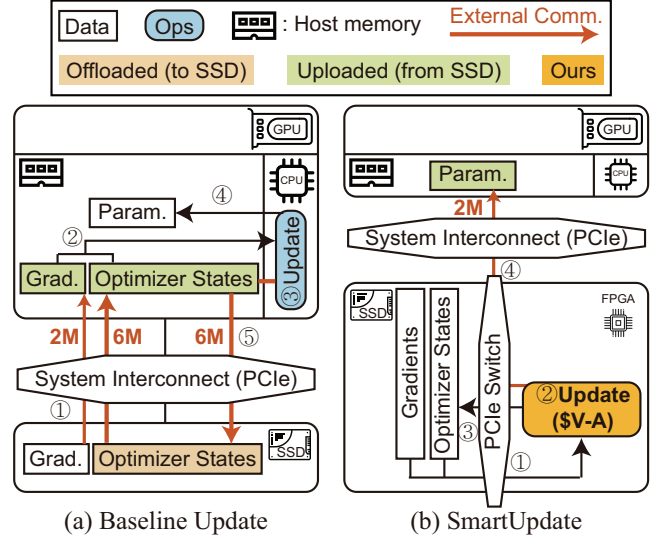 Data
Ops
: Host memory
External Comm.
Offloaded (to SSD)
Uploaded (from SSD)
Ours
GPU
CPU
④
Param.
②
Grad.
Optimizer States
③Update
2M
6M
6M
⑤
System Interconnect (PCIe)
①
Grad.
Optimizer States
SSD
(a) Baseline Update
GPU
CPU
Param.
2M
System Interconnect (PCIe)
④
SSD
FPGA
Gradients
Optimizer States
PCIe Switch
②Update
($V-A)
③
①
(b) SmartUpdate